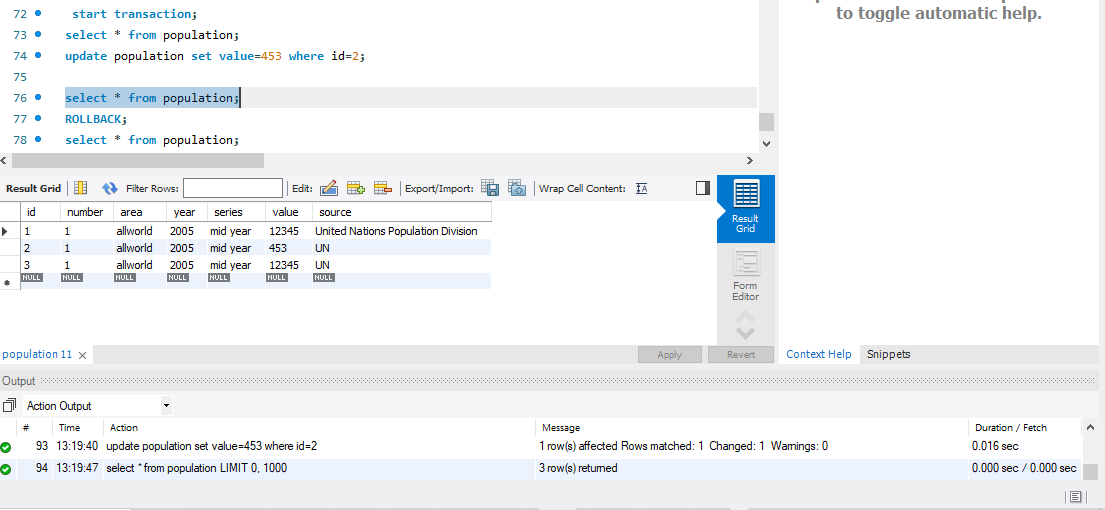 to toggle automatic help.
72 start transaction;
73 select * from population;
74 update population set value=453 where id=2;
75
76 select * from population;
77 ROLLBACK;
78 select * from population;
Result Grid Filter Rows: Edit: Export/Import: Wrap Cell Content: IA
id number area year series value source
1 1 allworld 2005 mid year 12345 United Nations Population Division
2 1 allworld 2005 mid year 453 UN
3 1 allworld 2005 mid year 12345 UN
NULL NULL NULL NULL NULL NULL NULL
Result
Grid
Form
Editor
population 11 Apply Revert
Context Help Snippets
Output
Action Output
# Time Action Message Duration / Fetch
93 13:19:40 update population set value=453 where id=2 1 row(s) affected Rows matched: 1 Changed: 1 Warnings: 0 0.016 sec
94 13:19:47 select * from population LIMIT 0, 1000 3 row(s) returned 0.000 sec / 0.000 sec